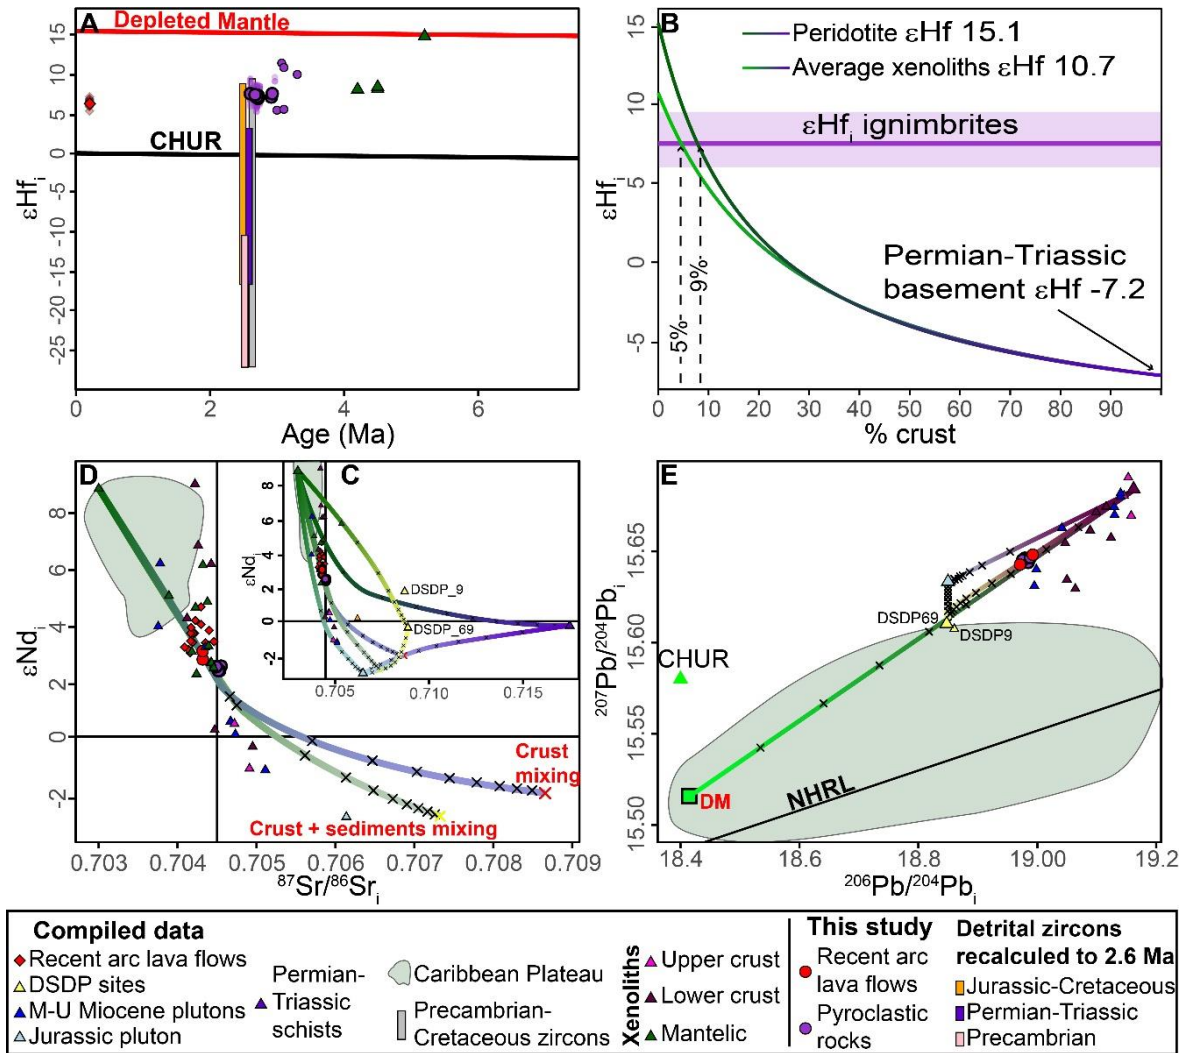 A
Depleted Mantle
CHUR
εHfᵢ
15
10
5
0
-5
-10
-15
-20
-25
0
2
4
6
Age (Ma)
B
Peridotite εHf 15.1
Average xenoliths εHf 10.7
εHfᵢ ignimbrites
Permian-Triassic
basement εHf -7.2
5%
9%
εHfᵢ
15
10
5
0
-5
0
10
20
30
40
50
60
70
80
90
% crust
D
εNdᵢ
8
6
4
2
0
-2
Crust
mixing
Crust + sediments mixing
0.703
0.704
0.705
0.706
0.707
0.708
0.709
⁸⁷Sr/⁸⁶Srᵢ
C
εNdᵢ
8
6
4
2
0
-2
DSDP_9
DSDP_69
0.705
0.710
0.715
E
²⁰⁷Pb/²⁰⁴Pbᵢ
15.65
15.60
15.55
15.50
DSDP69
DSDP9
CHUR
DM
NHRL
18.4
18.6
18.8
19.00
19.2
²⁰⁶Pb/²⁰⁴Pbᵢ
Compiled data
Recent arc lava flows
DSDP sites
M-U Miocene plutons
Jurassic pluton
Permian-
Triassic
schists
Caribbean Plateau
Precambrian-
Cretaceous zircons
Xenoliths
Upper crust
Lower crust
Mantelic
This study
Recent arc
lava flows
Pyroclastic
rocks
Detrital zircons
recalculed to 2.6 Ma
Jurassic-Cretaceous
Permian-Triassic
Precambrian